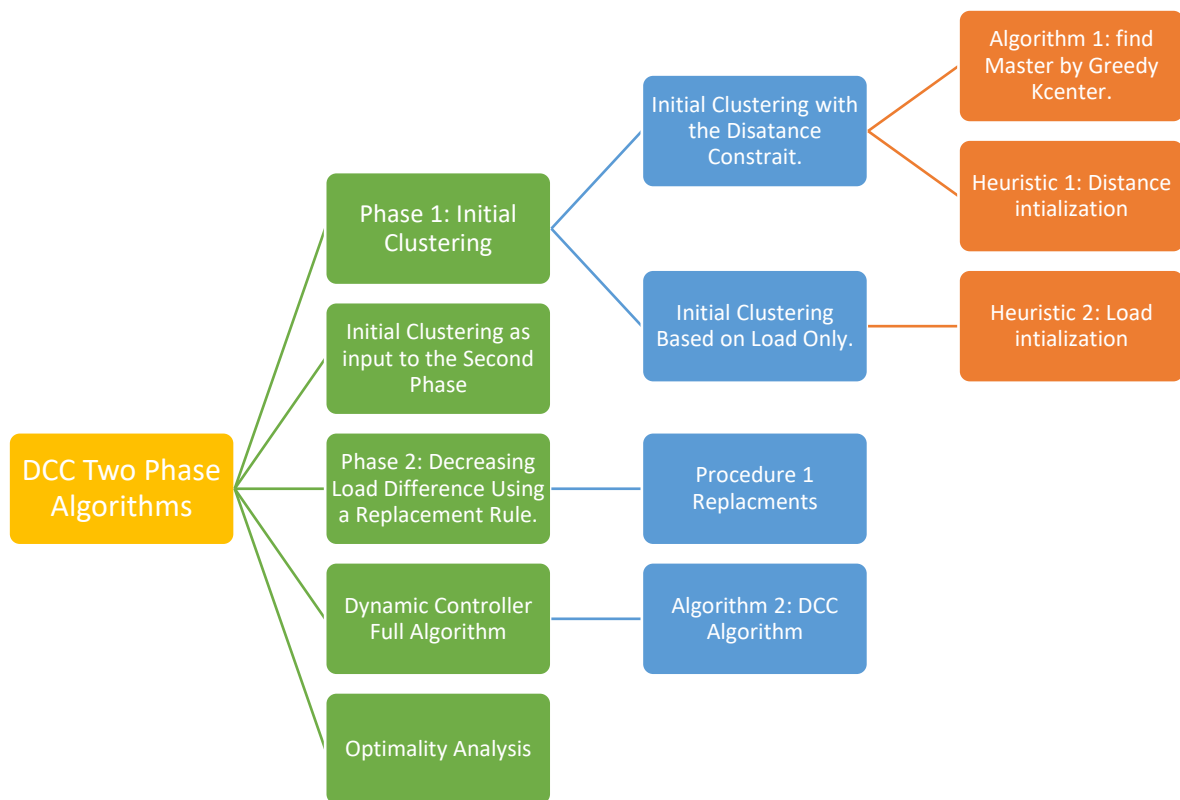 DCC Two Phase
Algorithms
Phase 1: Initial
Clustering
Initial Clustering with
the Disatance
Constrait.
Algorithm 1: find
Master by Greedy
Kcenter.
Heuristic 1: Distance
intialization
Initial Clustering
Based on Load Only.
Heuristic 2: Load
intialization
Initial Clustering as
input to the Second
Phase
Phase 2: Decreasing
Load Difference Using
a Replacement Rule.
Procedure 1
Replacments
Dynamic Controller
Full Algorithm
Algorithm 2: DCC
Algorithm
Optimality Analysis